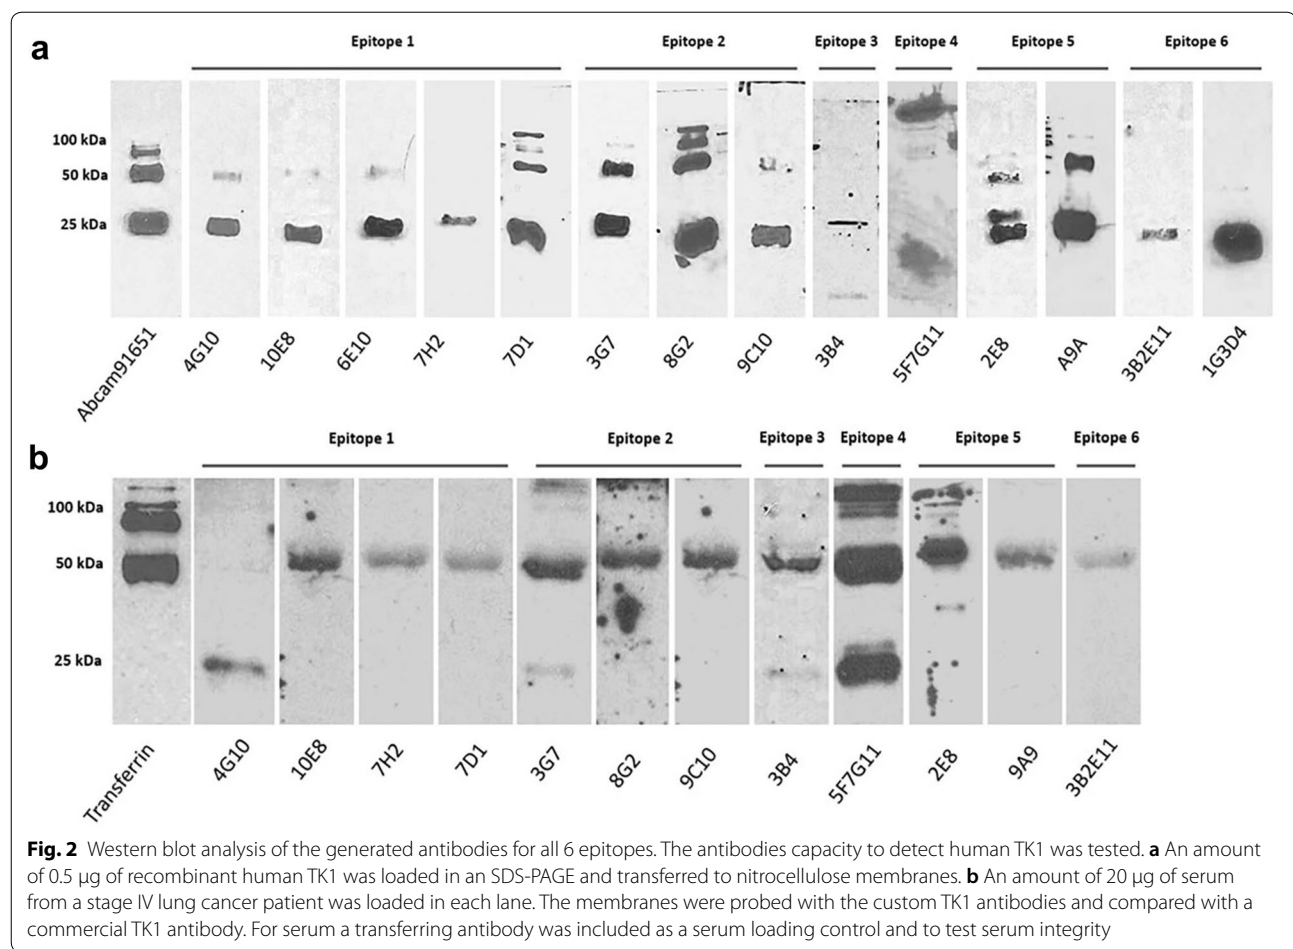 a
Epitope 1 Epitope 2 Epitope 3 Epitope 4 Epitope 5 Epitope 6
100 kDa
50 kDa
25 kDa
Abcam91651 4G10 10E8 6E10 7H2 7D1 3G7 8G2 9C10 3B4 5F7G11 2E8 A9A 3B2E11 1G3D4
b
Epitope 1 Epitope 2 Epitope 3 Epitope 4 Epitope 5 Epitope 6
100 kDa
50 kDa
25 kDa
Transferrin 4G10 10E8 7H2 7D1 3G7 8G2 9C10 3B4 5F7G11 2E8 9A9 3B2E11
Fig. 2 Western blot analysis of the generated antibodies for all 6 epitopes. The antibodies capacity to detect human TK1 was tested. a An amount
of 0.5 µg of recombinant human TK1 was loaded in an SDS-PAGE and transferred to nitrocellulose membranes. b An amount of 20 µg of serum
from a stage IV lung cancer patient was loaded in each lane. The membranes were probed with the custom TK1 antibodies and compared with a
commercial TK1 antibody. For serum a transferring antibody was included as a serum loading control and to test serum integrity